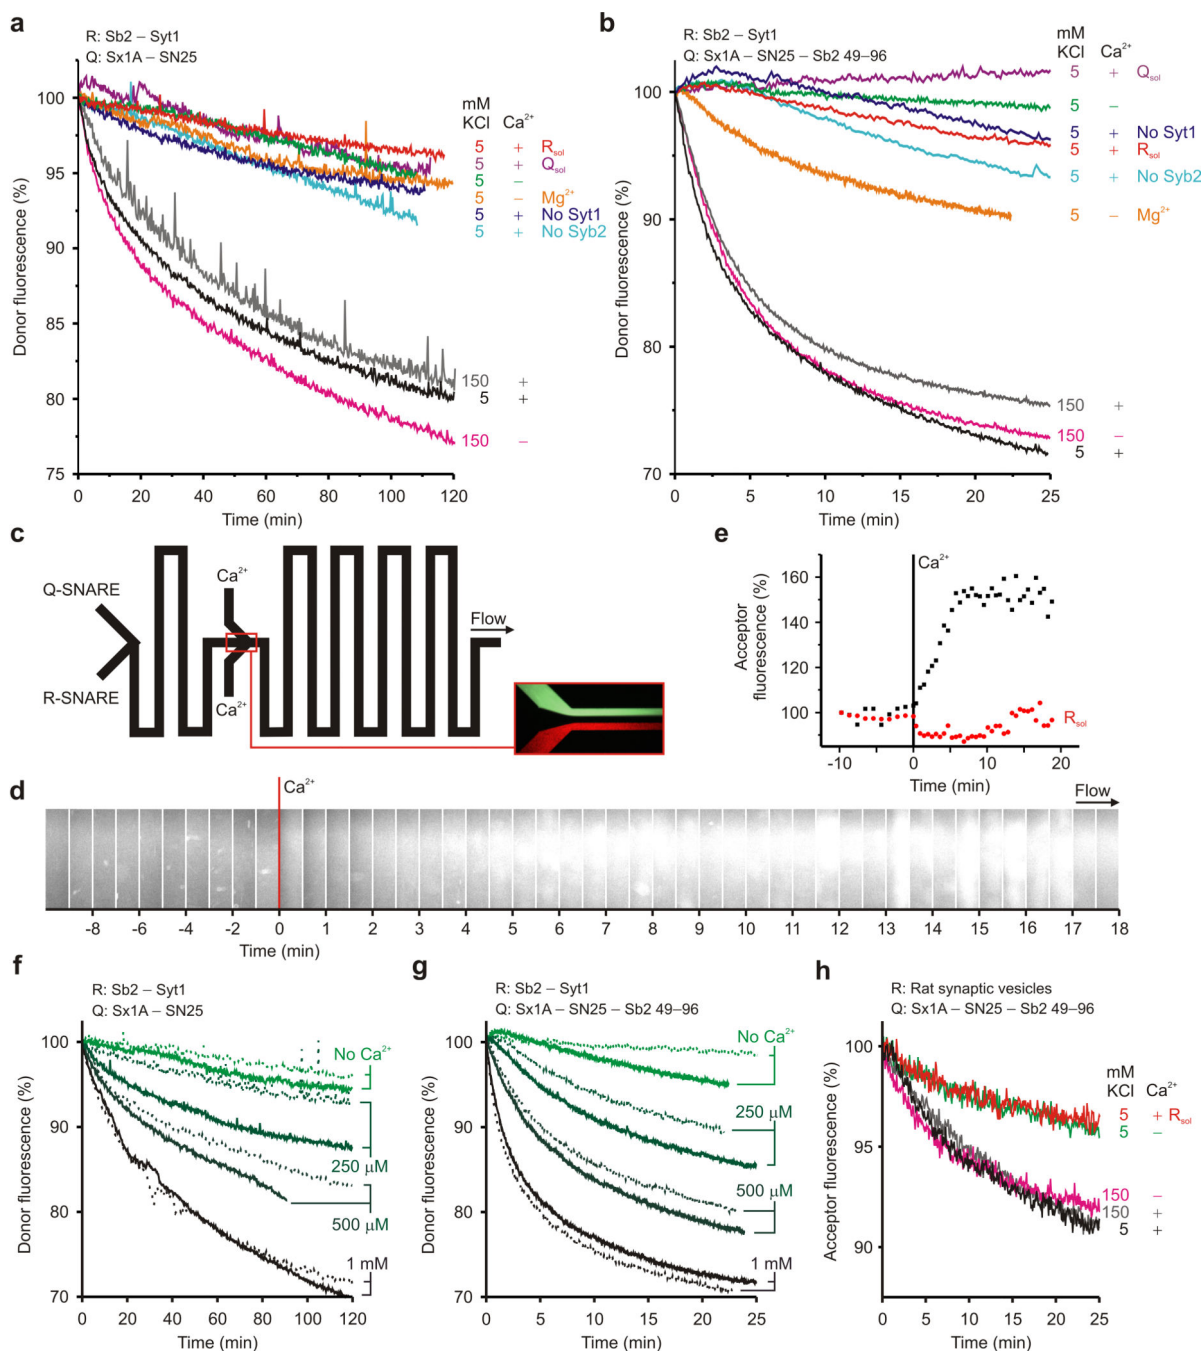 a
R: Sb2 – Syt1
Q: Sx1A – SN25
Donor fluorescence (%)
100
95
90
85
80
75
0 20 40 60 80 100 120
Time (min)
mM
KCl Ca²⁺
5 + R_sol
5 + Q_sol
5 –
5 – Mg²⁺
5 + No Syt1
5 + No Syb2
150 +
5 +
150 –
b
R: Sb2 – Syt1
Q: Sx1A – SN25 – Sb2 49–96
Donor fluorescence (%)
100
90
80
70
0 5 10 15 20 25
Time (min)
mM
KCl Ca²⁺
5 + Q_sol
5 –
5 + No Syt1
5 + R_sol
5 + No Syb2
5 – Mg²⁺
150 +
150 –
5 +
c
Q-SNARE
R-SNARE
Ca²⁺
Ca²⁺
Flow
e
Acceptor
fluorescence (%)
160
140
120
100
Ca²⁺
R_sol
-10 0 10 20
Time (min)
d
Ca²⁺
Flow
-8 -6 -4 -2 0 1 2 3 4 5 6 7 8 9 10 11 12 13 14 15 16 17 18
Time (min)
f
R: Sb2 – Syt1
Q: Sx1A – SN25
Donor fluorescence (%)
100
90
80
70
No Ca²⁺
250 µM
500 µM
1 mM
0 20 40 60 80 100 120
Time (min)
g
R: Sb2 – Syt1
Q: Sx1A – SN25 – Sb2 49–96
Donor fluorescence (%)
100
90
80
70
No Ca²⁺
250 µM
500 µM
1 mM
0 5 10 15 20 25
Time (min)
h
R: Rat synaptic vesicles
Q: Sx1A – SN25 – Sb2 49–96
Acceptor fluorescence (%)
100
95
90
mM
KCl Ca²⁺
5 + R_sol
5 –
150 –
150 +
5 +
0 5 10 15 20 25
Time (min)